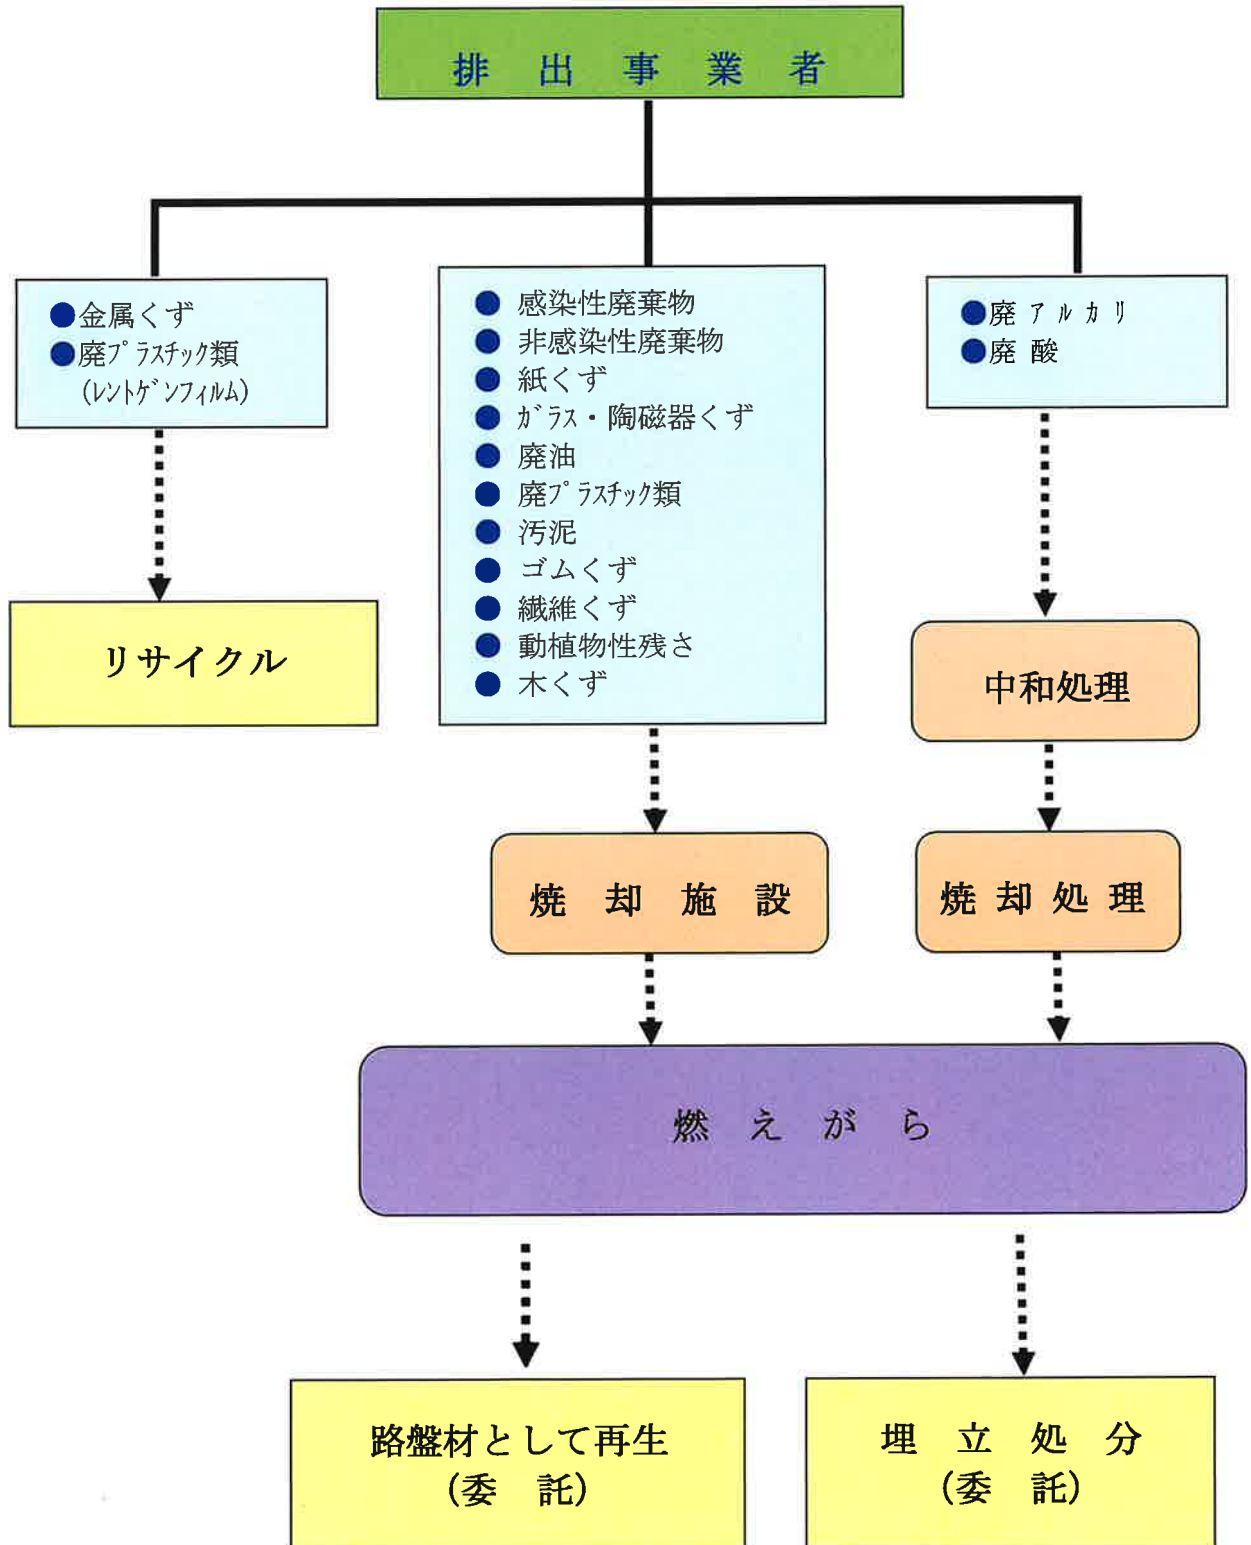 排出事業者
●金属くず
●廃プラスチック類
(レントゲンフィルム)
● 感染性廃棄物
● 非感染性廃棄物
● 紙くず
● ガラス・陶磁器くず
● 廃油
● 廃プラスチック類
● 汚泥
● ゴムくず
● 繊維くず
● 動植物性残さ
● 木くず
●廃アルカリ
●廃酸
リサイクル
中和処理
焼却施設
焼却処理
燃えがら
路盤材として再生
(委託)
埋立処分
(委託)